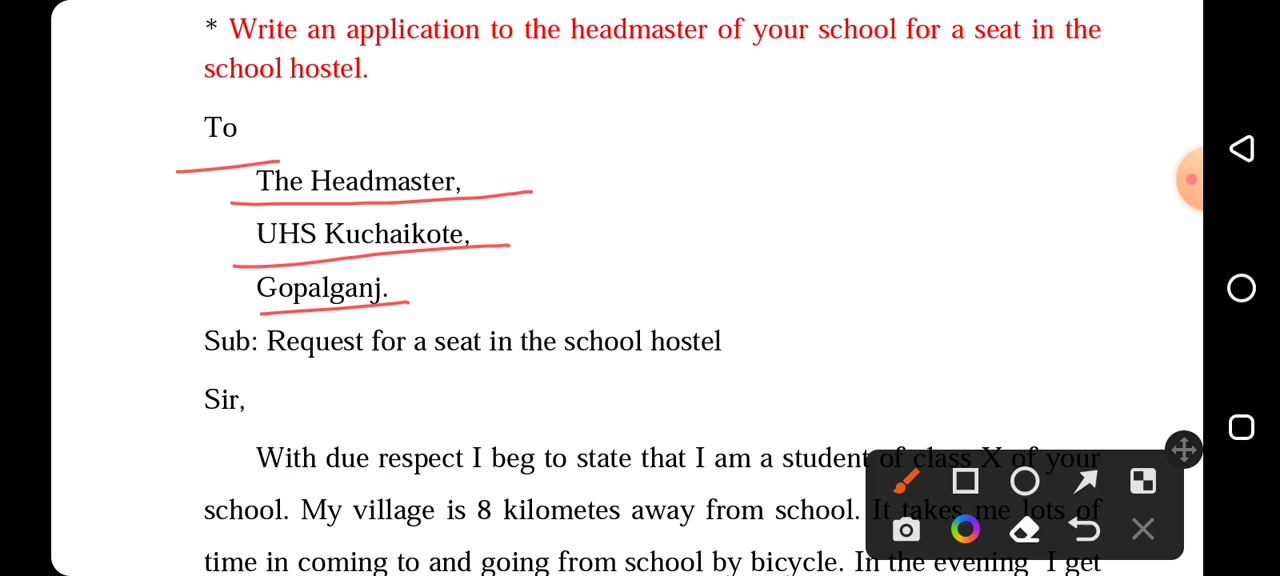 * Write an application to the headmaster of your school for a seat in the
school hostel.
To
The Headmaster,
UHS Kuchaikote,
Gopalganj.
Sub: Request for a seat in the school hostel
Sir,
With due respect I beg to state that I am a student of class X of your
school. My village is 8 kilometes away from school. It takes me lots of
time in coming to and going from school by bicycle. In the evening I get